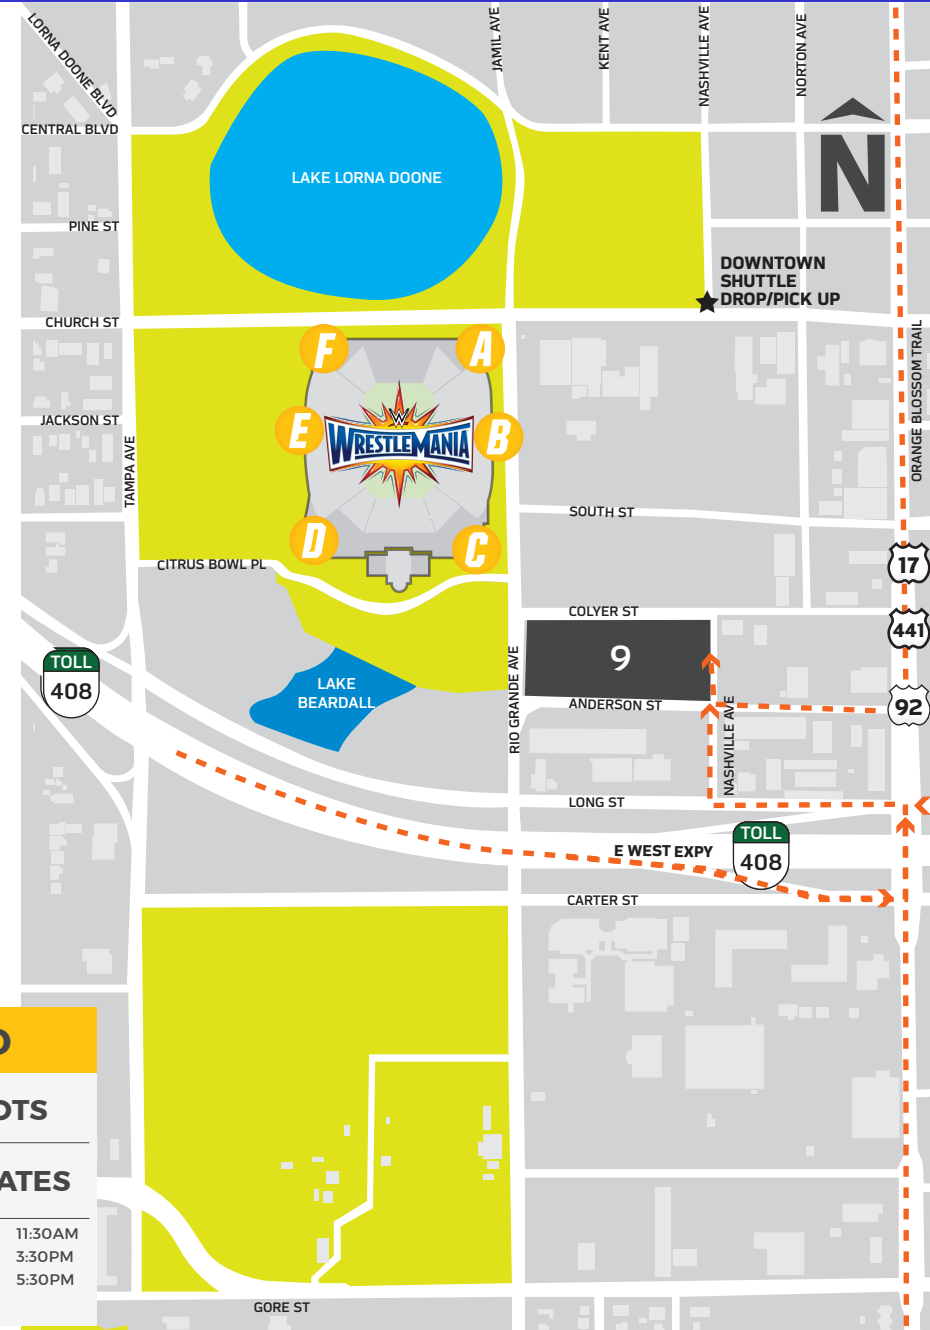 LORNA DOONE BLVD
JAMIL AVE
KENT AVE
NASHVILLE AVE
NORTON AVE
CENTRAL BLVD
N
LAKE LORNA DOONE
PINE ST
DOWNTOWN
SHUTTLE
DROP/PICK UP
CHURCH ST
ORANGE BLOSSOM TRAIL
F
A
JACKSON ST
TAMPA AVE
E
W
WRESTLEMANIA
B
SOUTH ST
D
C
CITRUS BOWL PL
17
COLYER ST
441
9
TOLL
408
RIO GRANDE AVE
LAKE
BEARDALL
ANDERSON ST
NASHVILLE AVE
92
LONG ST
TOLL
408
E WEST EXPY
CARTER ST
OTS
ATES
11:30AM
3:30PM
5:30PM
GORE ST